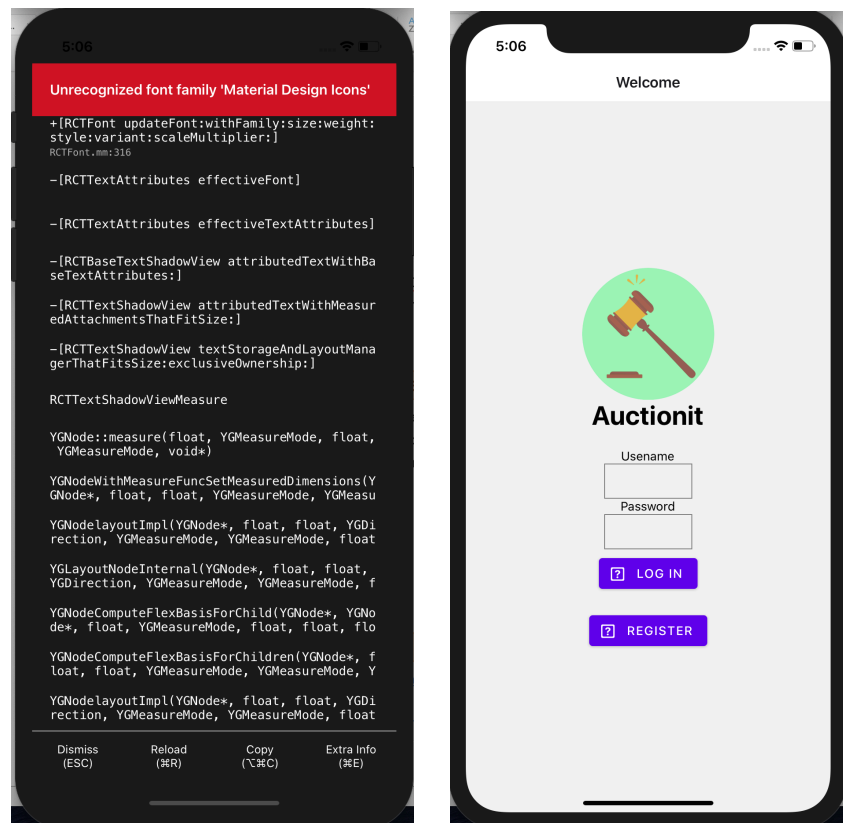 5:06
Unrecognized font family 'Material Design Icons'
+[RCTFont updateFont:withFamily:size:weight:
style:variant:scaleMultiplier:]
RCTFont.mm:316
-[RCTTextAttributes effectiveFont]
-[RCTTextAttributes effectiveTextAttributes]
-[RCTBaseTextShadowView attributedTextWithBa
seTextAttributes:]
-[RCTTextShadowView attributedTextWithMeasur
edAttachmentsThatFitSize:]
-[RCTTextShadowView textStorageAndLayoutMana
gerThatFitsSize:exclusiveOwnership:]
RCTTextShadowViewMeasure
YGNode::measure(float, YGMeasureMode, float,
YGMeasureMode, void*)
YGNodeWithMeasureFuncSetMeasuredDimensions(Y
GNode*, float, float, YGMeasureMode, YGMeasu
YGNodelayoutImpl(YGNode*, float, float, YGDi
rection, YGMeasureMode, YGMeasureMode, float
YGLayoutNodeInternal(YGNode*, float, float,
YGDirection, YGMeasureMode, YGMeasureMode, f
YGNodeComputeFlexBasisForChild(YGNode*, YGNo
de*, float, YGMeasureMode, float, float, flo
YGNodeComputeFlexBasisForChildren(YGNode*, f
loat, float, YGMeasureMode, YGMeasureMode, Y
YGNodelayoutImpl(YGNode*, float, float, YGDi
rection, YGMeasureMode, YGMeasureMode, float
Dismiss Reload Copy Extra Info
(ESC) (⌘R) (⌥⌘C) (⌘E)
5:06
Welcome
Auctionit
Usename
Password
? LOG IN
? REGISTER